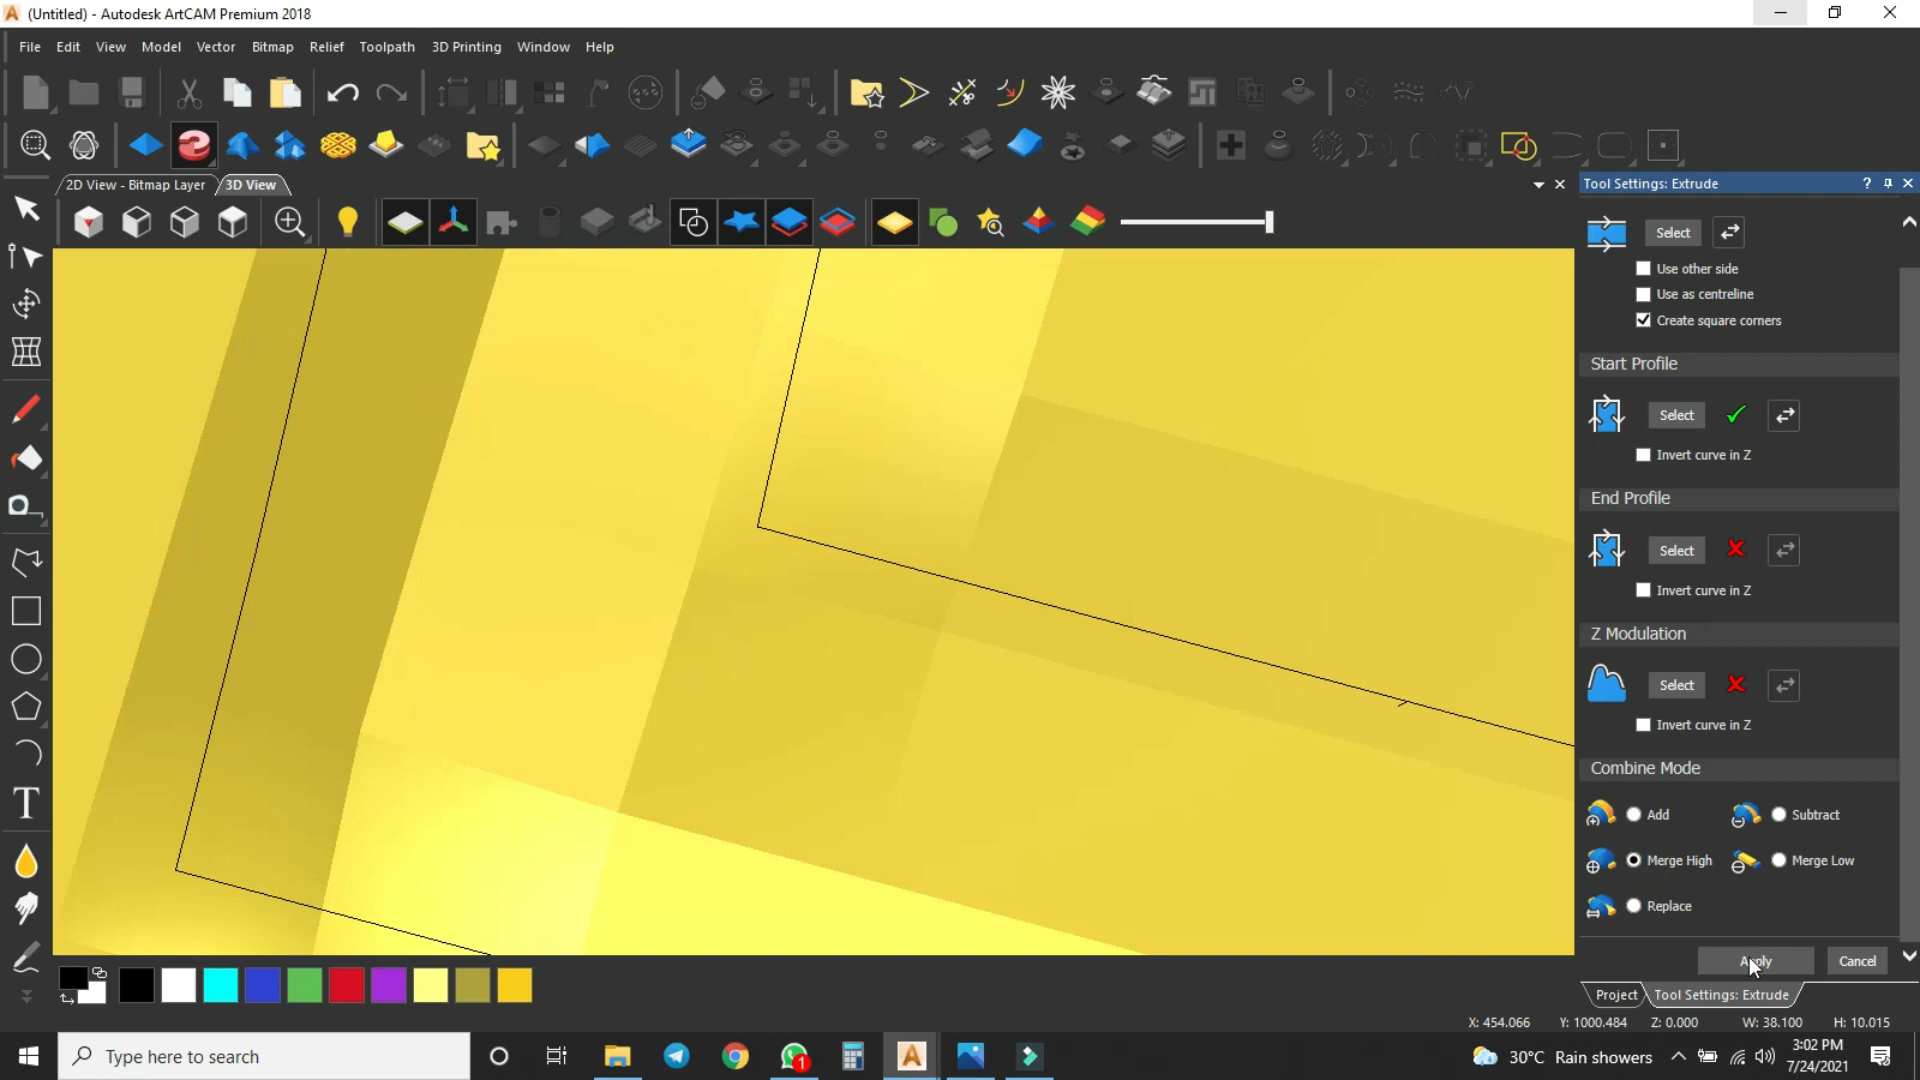 (Untitled) - Autodesk ArtCAM Premium 2018
File Edit View Model Vector Bitmap Relief Toolpath 3D Printing Window Help
2D View - Bitmap Layer 3D View
Tool Settings: Extrude ?
Select
Use other side
Use as centreline
Create square corners
Start Profile
Select
Invert curve in Z
End Profile
Select
Invert curve in Z
Z Modulation
Select
Invert curve in Z
Combine Mode
Add Subtract
Merge High Merge Low
Replace
Apply Cancel
Project Tool Settings: Extrude
X: 454.066 Y: 1000.484 Z: 0.000 W: 38.100 H: 10.015
Type here to search
1
30°C Rain showers
3:02 PM
7/24/2021